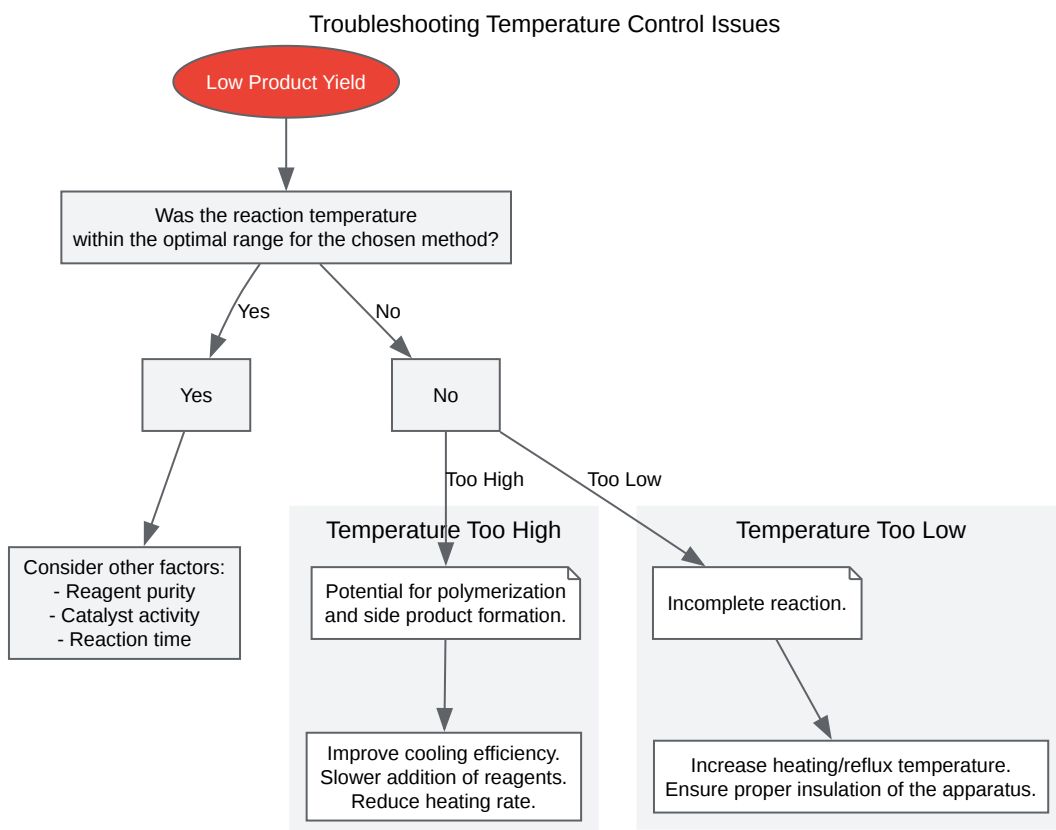 Troubleshooting Temperature Control Issues
Low Product Yield
Was the reaction temperature
within the optimal range for the chosen method?
Yes
No
Yes
No
Too High
Too Low
Temperature Too High
Temperature Too Low
Consider other factors:
- Reagent purity
- Catalyst activity
- Reaction time
Potential for polymerization
and side product formation.
Incomplete reaction.
Improve cooling efficiency.
Slower addition of reagents.
Reduce heating rate.
Increase heating/reflux temperature.
Ensure proper insulation of the apparatus.